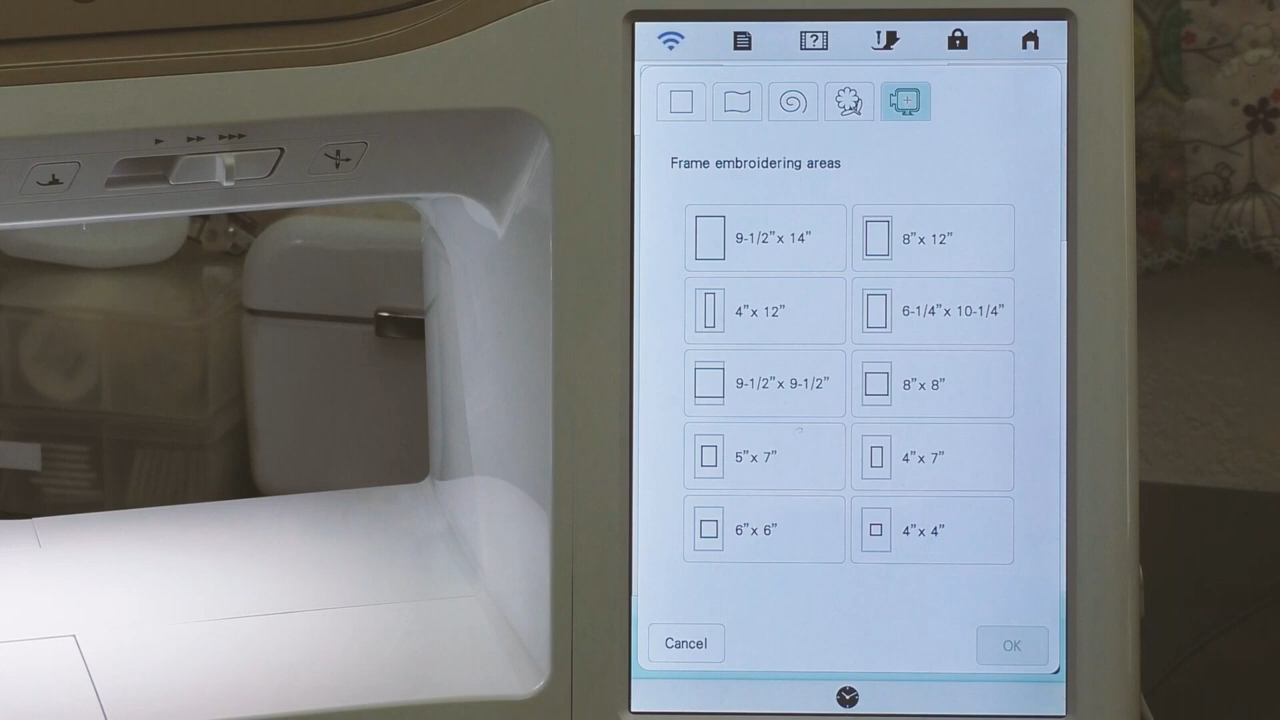 ?
Frame embroidering areas
9-1/2"x 14"
8"x 12"
4"x 12"
6-1/4"x 10-1/4"
9-1/2"x 9-1/2"
8"x 8"
5"x 7"
4"x 7"
6"x 6"
4"x 4"
Cancel
OK